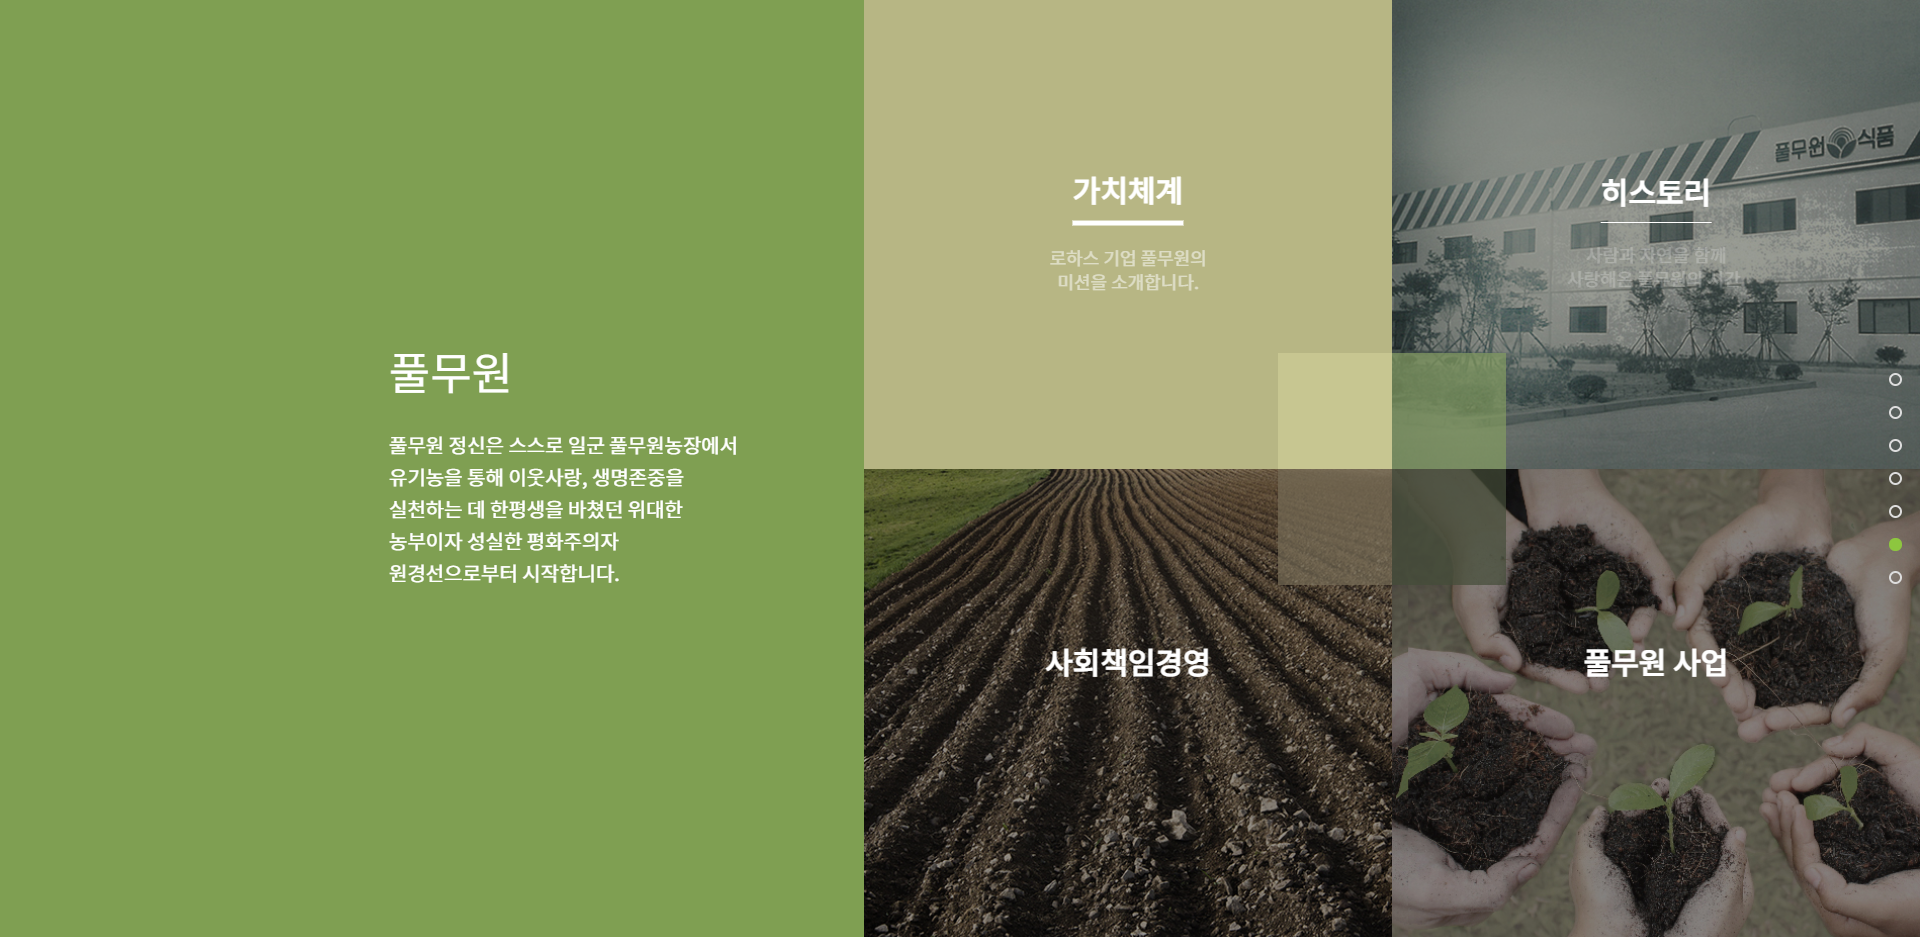 풀무원
풀무원 정신은 스스로 일군 풀무원농장에서
유기농을 통해 이웃사랑, 생명존중을
실천하는 데 한평생을 바쳤던 위대한
농부이자 성실한 평화주의자
원경선으로부터 시작합니다.
가치체계
로하스 기업 풀무원의
미션을 소개합니다.
풀무원 식품
히스토리
사람과 자연을 함께
사랑해온 풀무원의 시간
사회책임경영
풀무원 사업